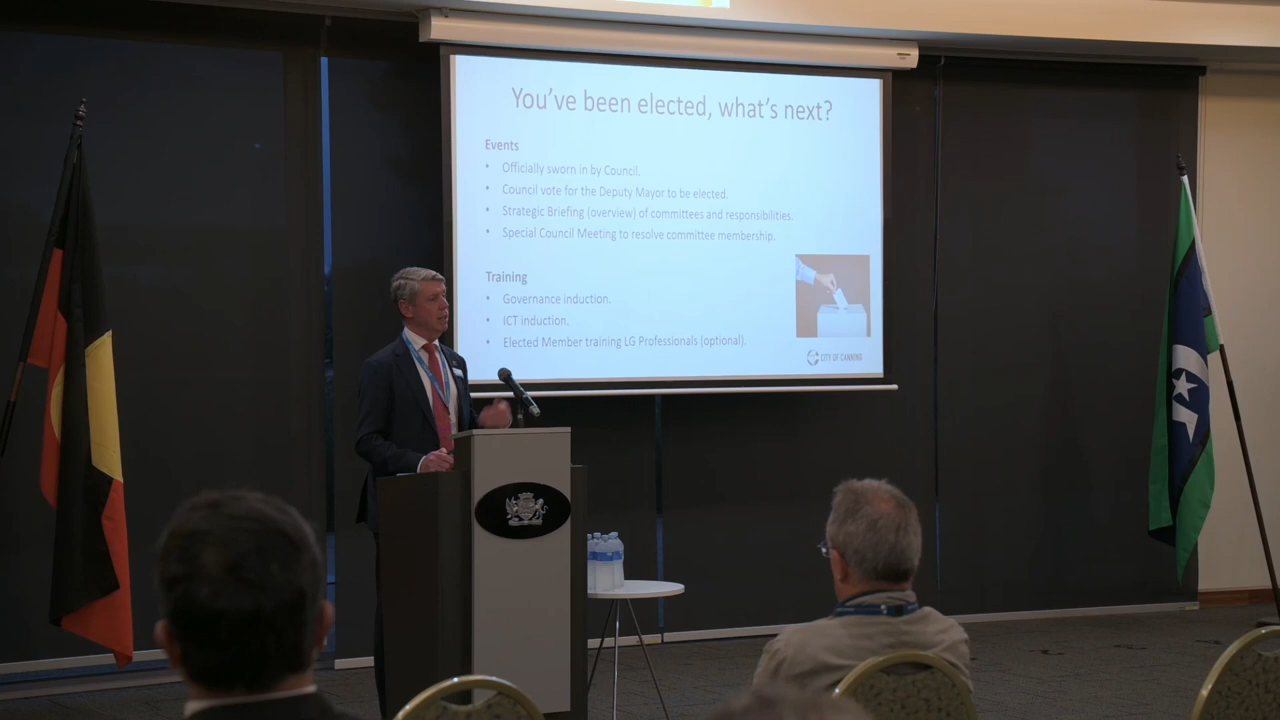 You've been elected, what's next?
Events
• Officially sworn in by Council.
• Council vote for the Deputy Mayor to be elected.
• Strategic Briefing (overview) of committees and responsibilities.
• Special Council Meeting to resolve committee membership.
Training
• Governance induction.
• ICT induction.
• Elected Member training LG Professionals (optional).
CITY OF CANNING